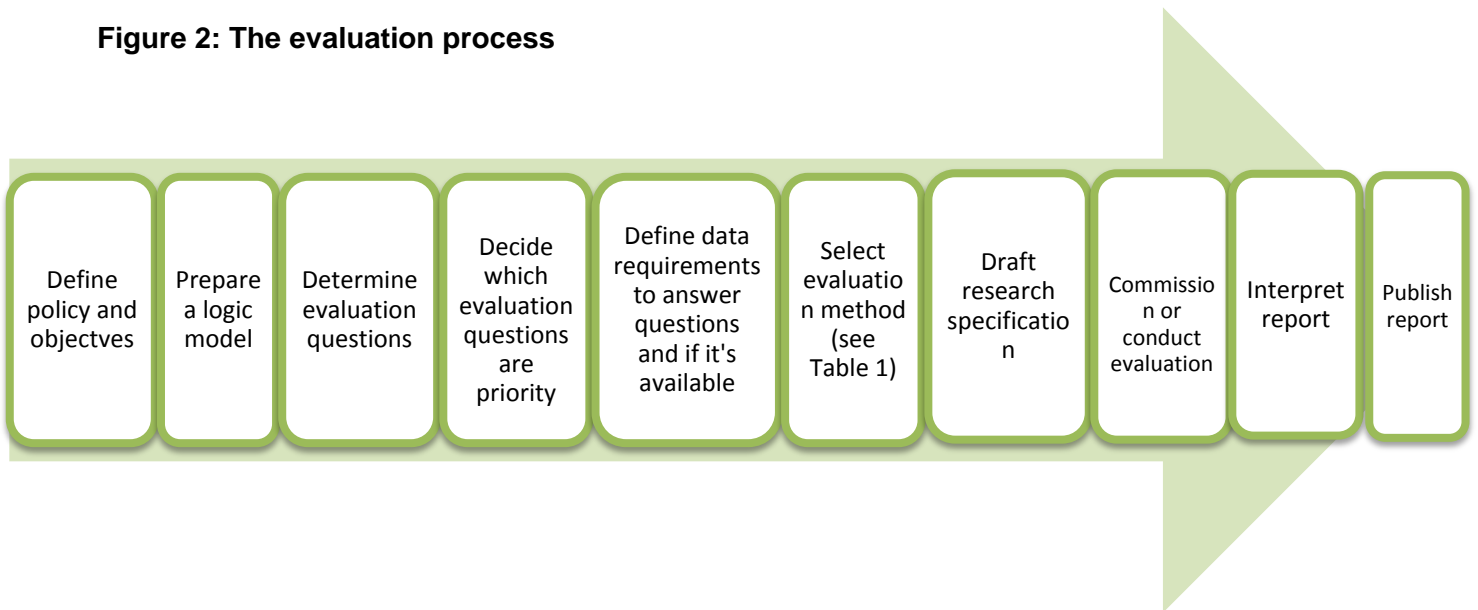 Figure 2: The evaluation process
Define
policy and
objectves
Prepare
a logic
model
Determine
evaluation
questions
Decide
which
evaluation
questions
are
priority
Define data
requirements
to answer
questions
and if it's
available
Select
evaluatio
n method
(see
Table 1)
Draft
research
specificatio
n
Commissio
n or
conduct
evaluation
Interpret
report
Publish
report